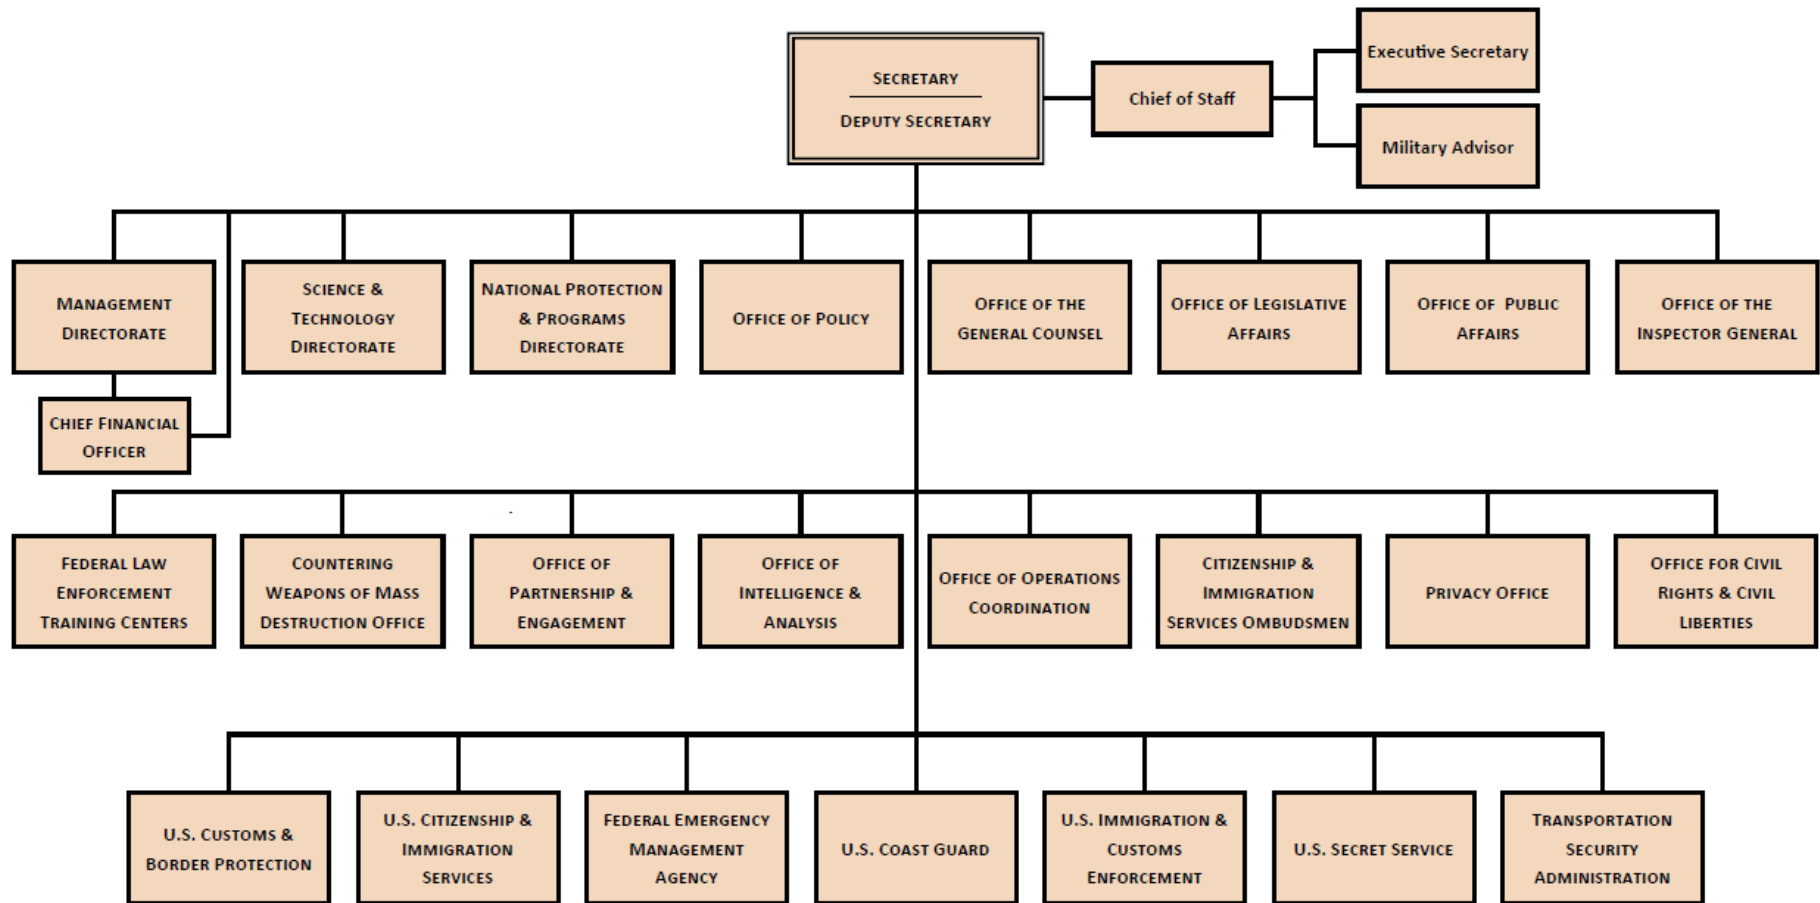 Executive Secretary
SECRETARY
DEPUTY SECRETARY
Chief of Staff
Military Advisor
MANAGEMENT
DIRECTORATE
SCIENCE &
TECHNOLOGY
DIRECTORATE
NATIONAL PROTECTION
& PROGRAMS
DIRECTORATE
OFFICE OF POLICY
OFFICE OF THE
GENERAL COUNSEL
OFFICE OF LEGISLATIVE
AFFAIRS
OFFICE OF PUBLIC
AFFAIRS
OFFICE OF THE
INSPECTOR GENERAL
CHIEF FINANCIAL
OFFICER
FEDERAL LAW
ENFORCEMENT
TRAINING CENTERS
COUNTERING
WEAPONS OF MASS
DESTRUCTION OFFICE
OFFICE OF
PARTNERSHIP &
ENGAGEMENT
OFFICE OF
INTELLIGENCE &
ANALYSIS
OFFICE OF OPERATIONS
COORDINATION
CITIZENSHIP &
IMMIGRATION
SERVICES OMBUDSMEN
PRIVACY OFFICE
OFFICE FOR CIVIL
RIGHTS & CIVIL
LIBERTIES
U.S. CUSTOMS &
BORDER PROTECTION
U.S. CITIZENSHIP &
IMMIGRATION
SERVICES
FEDERAL EMERGENCY
MANAGEMENT
AGENCY
U.S. COAST GUARD
U.S. IMMIGRATION &
CUSTOMS
ENFORCEMENT
U.S. SECRET SERVICE
TRANSPORTATION
SECURITY
ADMINISTRATION